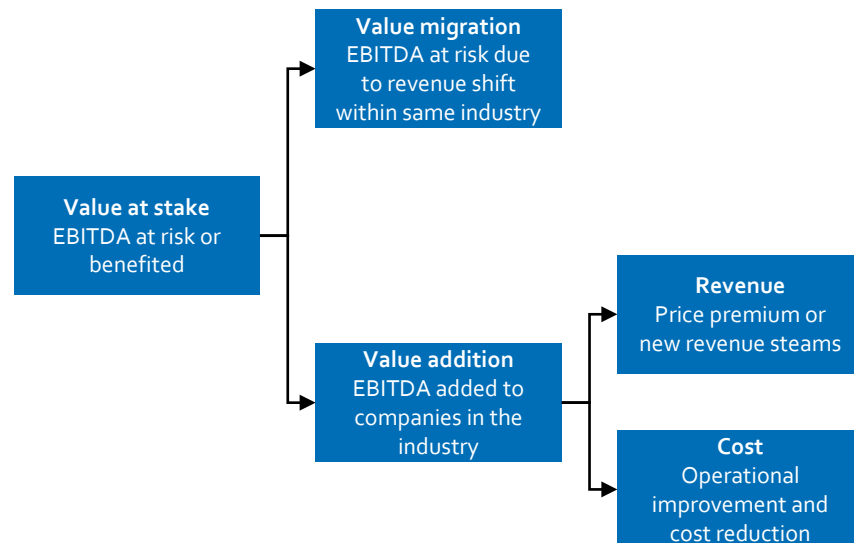 Value migration
EBITDA at risk due
to revenue shift
within same industry
Value at stake
EBITDA at risk or
benefited
Value addition
EBITDA added to
companies in the
industry
Revenue
Price premium or
new revenue steams
Cost
Operational
improvement and
cost reduction